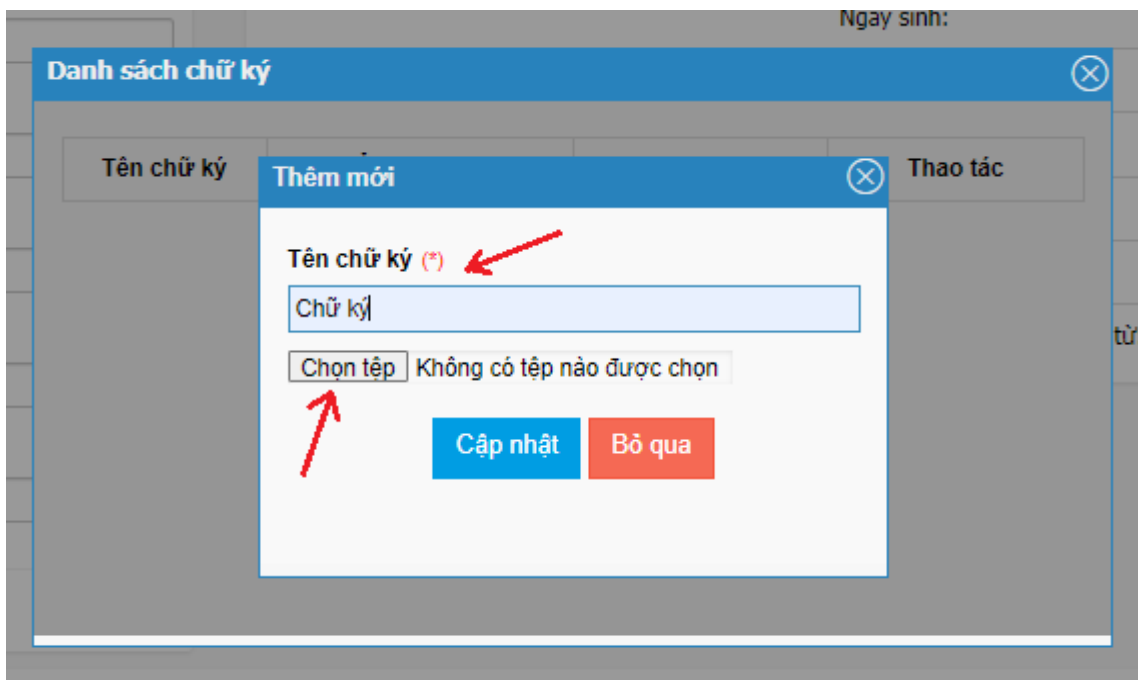 Ngày sinh:
Danh sách chữ ký
Tên chữ ký Thao tác
Thêm mới
Tên chữ ký (*)
Chữ ký
từ
Chọn tệp Không có tệp nào được chọn
Cập nhật Bỏ qua